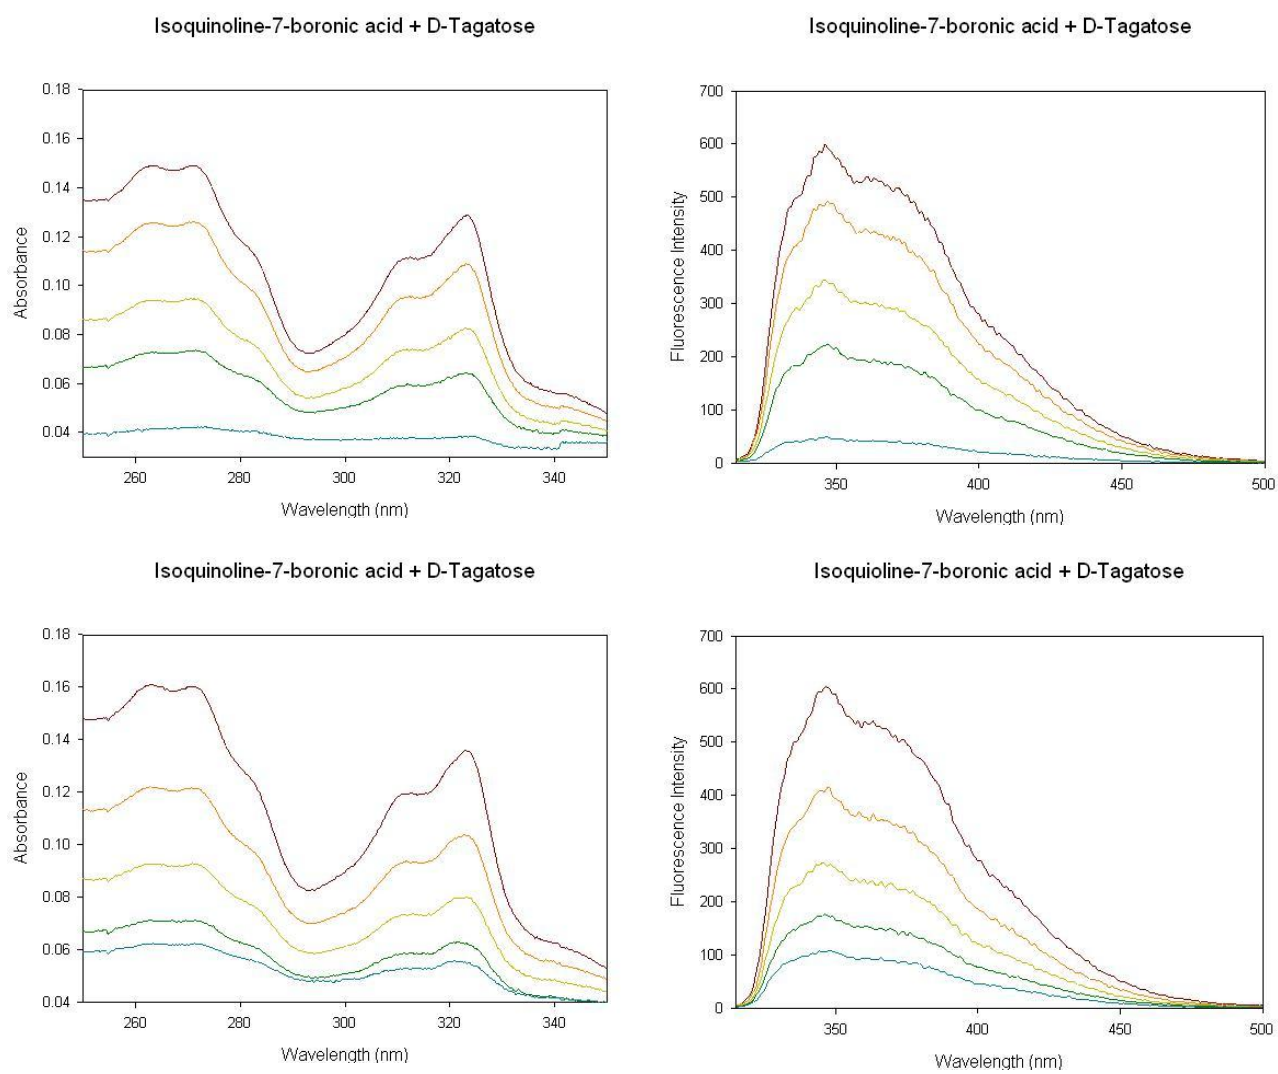 Isoquinoline-7-boronic acid + D-Tagatose
0.18
0.16
0.14
0.12
0.10
0.08
0.06
0.04
Absorbance
260 280 300 320 340
Wavelength (nm)
Isoquinoline-7-boronic acid + D-Tagatose
700
600
500
400
300
200
100
0
Fluorescence Intensity
350 400 450 500
Wavelength (nm)
Isoquinoline-7-boronic acid + D-Tagatose
0.18
0.16
0.14
0.12
0.10
0.08
0.06
0.04
Absorbance
260 280 300 320 340
Wavelength (nm)
Isoquioline-7-boronic acid + D-Tagatose
700
600
500
400
300
200
100
0
Fluorescence Intensity
350 400 450 500
Wavelength (nm)